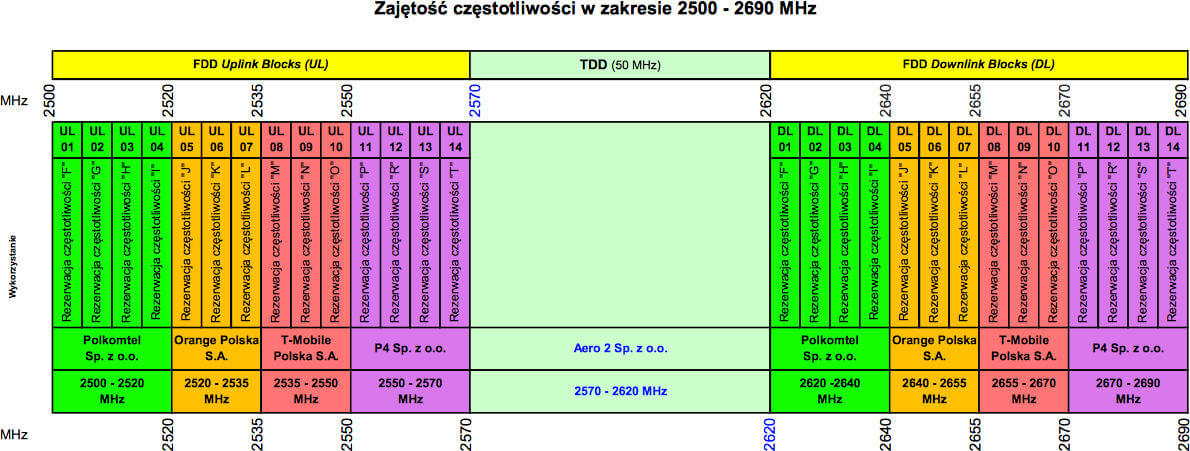 Zajętość częstotliwości w zakresie 2500 - 2690 MHz
FDD Uplink Blocks (UL) TDD (50 MHz) FDD Downlink Blocks (DL)
MHz 2500 2520 2535 2550 2570 2620 2640 2655 2670 2690
UL UL UL UL UL UL UL UL UL UL UL UL UL UL DL DL DL DL DL DL DL DL DL DL DL DL DL DL
01 02 03 04 05 06 07 08 09 10 11 12 13 14 01 02 03 04 05 06 07 08 09 10 11 12 13 14
Wykorzystanie
Rezerwacja częstotliwości "F"
Rezerwacja częstotliwości "G"
Rezerwacja częstotliwości "H"
Rezerwacja częstotliwości "I"
Rezerwacja częstotliwości "J"
Rezerwacja częstotliwości "K"
Rezerwacja częstotliwości "L"
Rezerwacja częstotliwości "M"
Rezerwacja częstotliwości "N"
Rezerwacja częstotliwości "O"
Rezerwacja częstotliwości "P"
Rezerwacja częstotliwości "R"
Rezerwacja częstotliwości "S"
Rezerwacja częstotliwości "T"
Rezerwacja częstotliwości "F"
Rezerwacja częstotliwości "G"
Rezerwacja częstotliwości "H"
Rezerwacja częstotliwości "I"
Rezerwacja częstotliwości "J"
Rezerwacja częstotliwości "K"
Rezerwacja częstotliwości "L"
Rezerwacja częstotliwości "M"
Rezerwacja częstotliwości "N"
Rezerwacja częstotliwości "O"
Rezerwacja częstotliwości "P"
Rezerwacja częstotliwości "R"
Rezerwacja częstotliwości "S"
Rezerwacja częstotliwości "T"
Polkomtel
Sp. z o.o.
Orange Polska
S.A.
T-Mobile
Polska S.A.
P4 Sp. z o.o.
Aero 2 Sp. z o.o.
Polkomtel
Sp. z o.o.
Orange Polska
S.A.
T-Mobile
Polska S.A.
P4 Sp. z o.o.
2500 - 2520
MHz
2520 - 2535
MHz
2535 - 2550
MHz
2550 - 2570
MHz
2570 - 2620 MHz
2620 -2640
MHz
2640 - 2655
MHz
2655 - 2670
MHz
2670 - 2690
MHz
MHz 2520 2535 2550 2570 2620 2640 2655 2670 2690